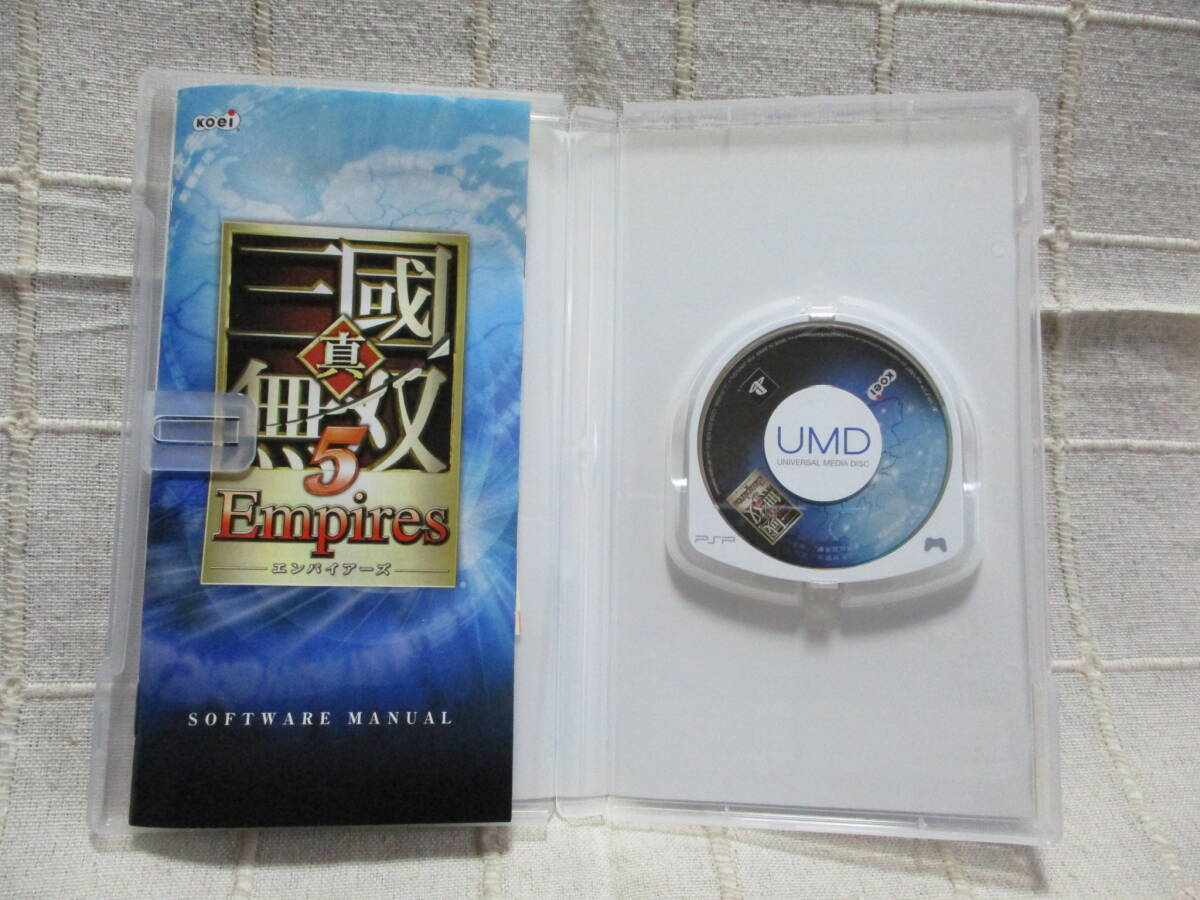 KOEI
三國
真
無双
5
Empires
エンパイアーズ
SOFTWARE MANUAL
KOEI
UMD
UNIVERSAL MEDIA DISC
Empires
PSP